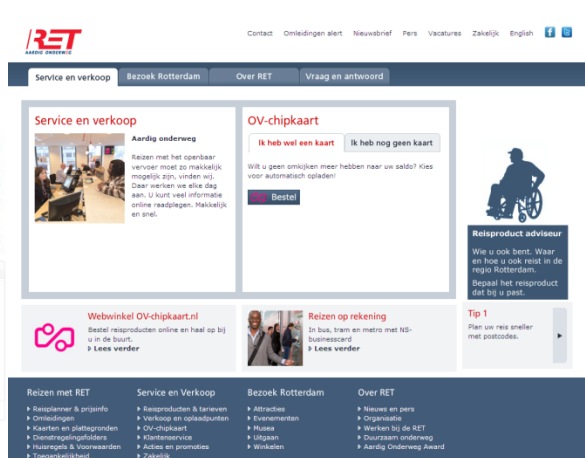 RET
AARDIG ONDERWEG
Contact Omleidingen alert Nieuwsbrief Pers Vacatures Zakelijk English
Service en verkoop Bezoek Rotterdam Over RET Vraag en antwoord
Service en verkoop
Aardig onderweg
Reizen met het openbaar
vervoer moet zo makkelijk
mogelijk zijn, vinden wij.
Daar werken we elke dag
aan. U kunt veel informatie
online raadplegen. Makkelijk
en snel.
OV-chipkaart
Ik heb wel een kaart Ik heb nog geen kaart
Wilt u geen omkijken meer hebben naar uw saldo? Kies
voor automatisch opladen!
Bestel
Reisproduct adviseur
Wie u ook bent. Waar
en hoe u ook reist in de
regio Rotterdam.
Bepaal het reisproduct
dat bij u past.
Webwinkel OV-chipkaart.nl
Bestel reisproducten online en haal op bij
u in de buurt.
Lees verder
Reizen op rekening
In bus, tram en metro met NS-
businesscard
Lees verder
Tip 1
Plan uw reis sneller
met postcodes.
Reizen met RET
Reisplanner & prijsinfo
Omleidingen
Kaarten en plattegronden
Dienstregelingsfolders
Huisregels & Voorwaarden
Toegankelijkheid
Service en Verkoop
Reisproducten & tarieven
Verkoop en oplaadpunten
OV-chipkaart
Klantenservice
Acties en promoties
Zakelijk
Bezoek Rotterdam
Attracties
Evenementen
Musea
Uitgaan
Winkelen
Over RET
Nieuws en pers
Organisatie
Werken bij de RET
Duurzaam onderweg
Aardig Onderweg Award